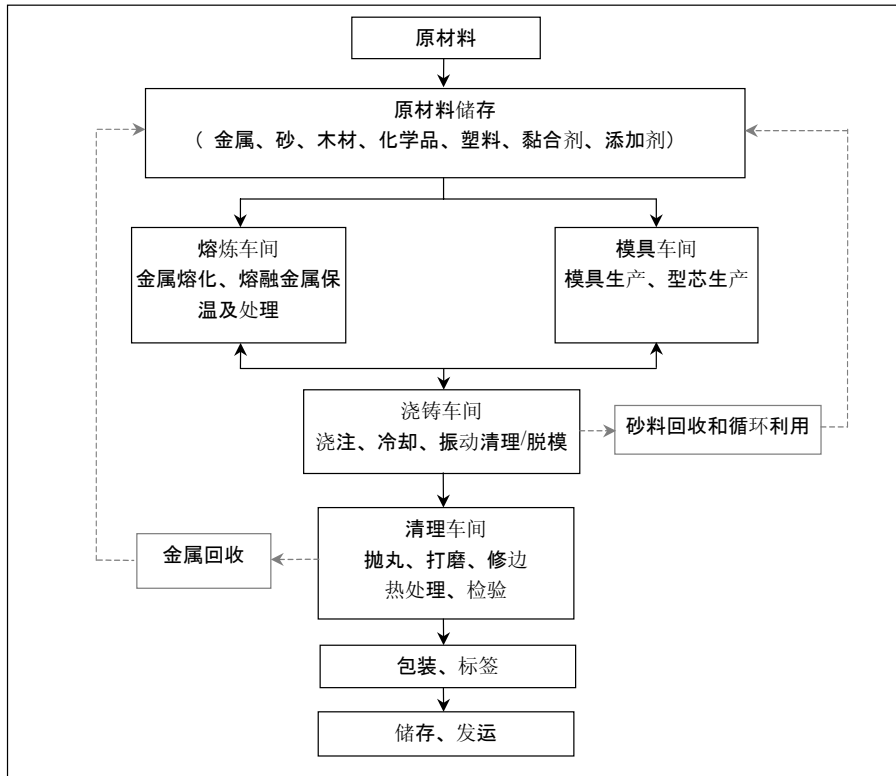 原材料
原材料储存
（ 金属、砂、木材、化学品、塑料、黏合剂、添加剂）
熔炼车间
金属熔化、熔融金属保
温及处理
模具车间
模具生产、型芯生产
浇铸车间
浇注、冷却、振动清理/脱模
砂料回收和循环利用
清理车间
抛丸、打磨、修边
热处理、检验
金属回收
包装、标签
储存、发运